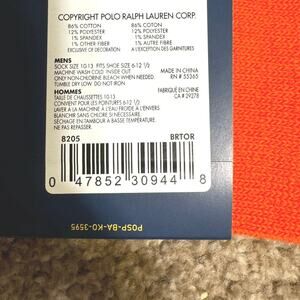 COPYRIGHT POLO RALPH LAUREN CORP.
86% COTTON 86% COTON
12% POLYESTER 12% POLYESTER
1% SPANDEX 1% SPANDEX
1% OTHER FIBER 1% AUTRE FIBRE
EXCLUSIVE OF DECORATION A L'EXCEPTION DES GARNITURES
MENS
SOCK SIZE 10-13 FITS SHOE SIZE 6-12 1/2
MACHINE WASH COLD INSIDE OUT MADE IN CHINA
ONLY NON-CHLORINE BLEACH WHEN NEEDED. RN # 55365
TUMBLE DRY LOW. DO NOT IRON.
HOMMES FABRIQUÉ EN CHINE
TAILLE DE CHAUSSETTES 10-13 CA # 29278
CONVIENT POUR LES POINTURES 6-12 1/2
LAVER A LA MACHINE A L'EAU FROIDE A L'ENVERS
BLANCHIR SANS CHLORE SI NECESSAIRE
SÉCHAGE EN TAMBOUR A BASSE TEMPÉRATURE.
NE PAS REPASSER.
8205 BRTOR
0 47852 30944 8
POSP-BA-KO-3595